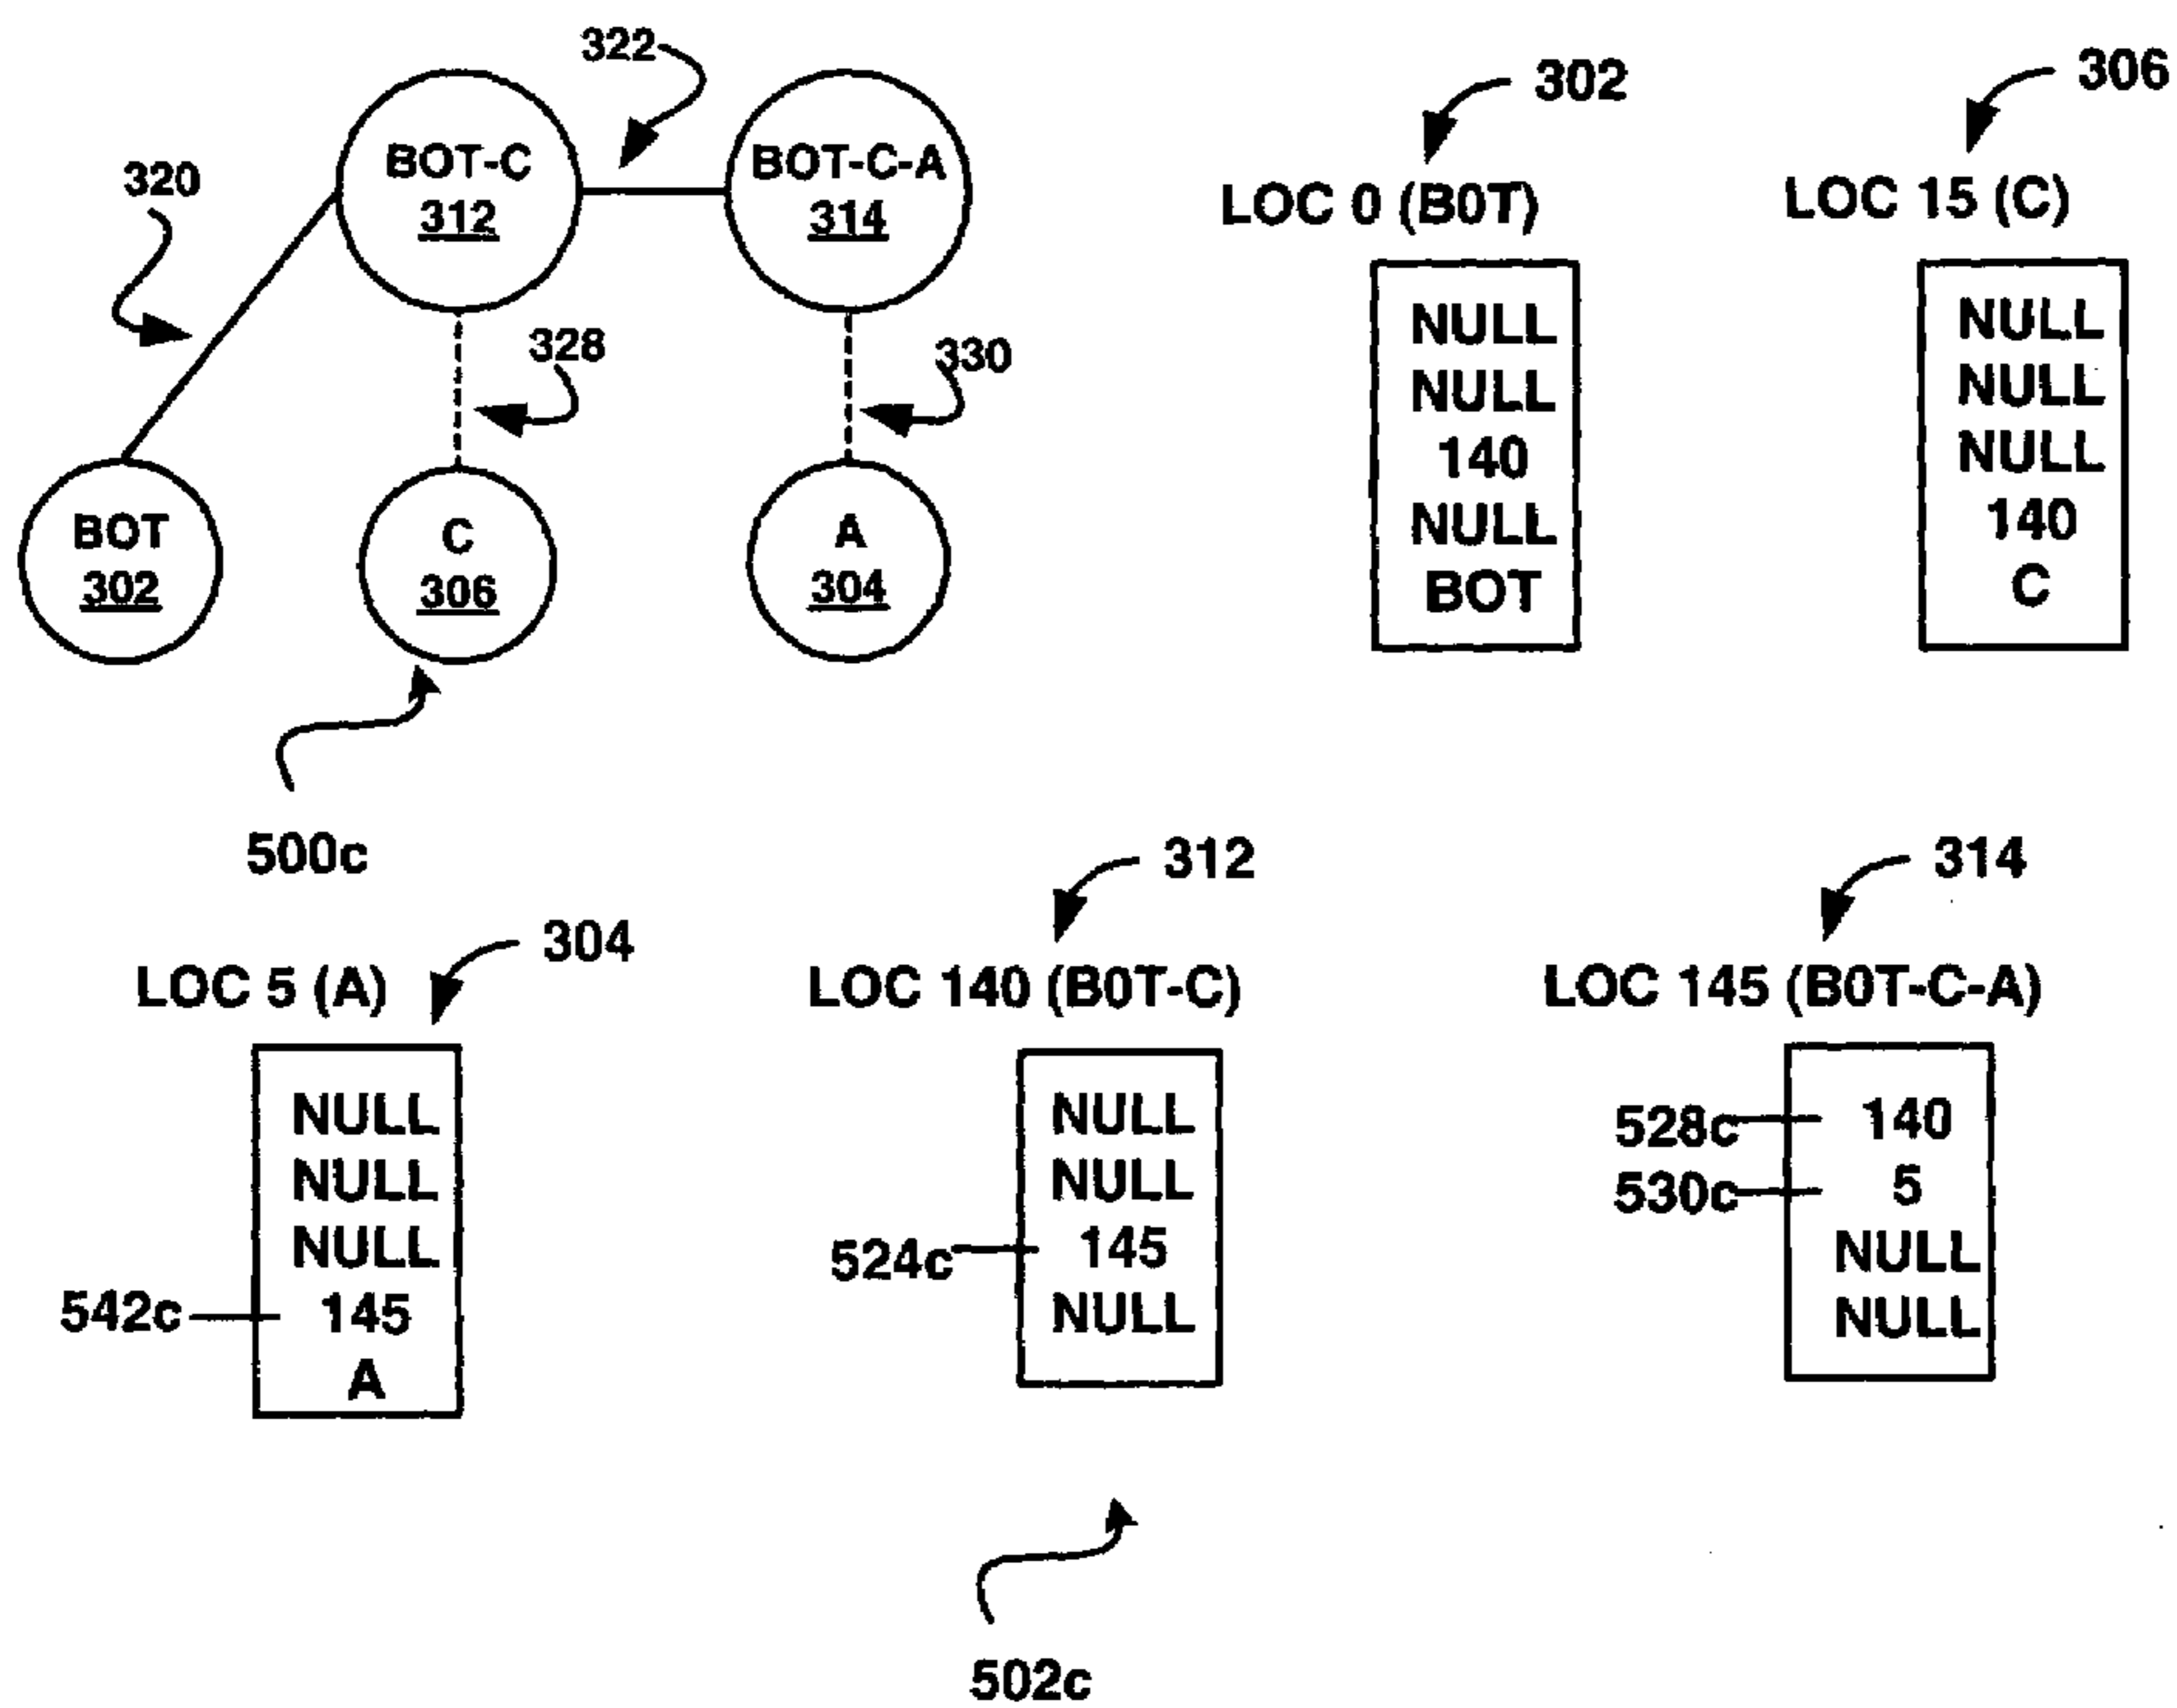 322
302
306
BOT-C
312
BOT-C-A
314
320
LOC 0 (B0T)
LOC 15 (C)
NULL
NULL
140
NULL
BOT
NULL
NULL
NULL
140
C
328
330
BOT
302
C
306
A
304
500c
312
314
304
LOC 5 (A)
LOC 140 (B0T-C)
LOC 145 (B0T-C-A)
NULL
NULL
NULL
542c 145
A
NULL
NULL
524c 145
NULL
528c 140
530c 5
NULL
NULL
502c